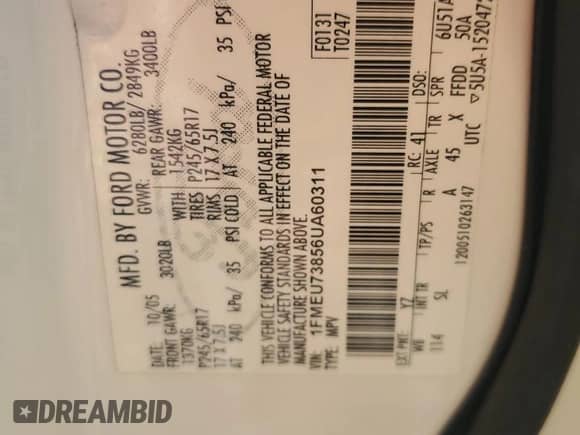 MFD. BY FORD MOTOR CO.
DATE: 10/05 GVWR: 6280LB/ 2849KG
FRONT GAWR: 3020LB REAR GAWR: 3400LB
1370KG WITH 1542KG
P245/65R17 TIRES P245/65R17
17 X 7.5J RIMS 17 X 7.5J
AT 240 kPa/ 35 PSI COLD AT 240 kPa/ 35 PSI
THIS VEHICLE CONFORMS TO ALL APPLICABLE FEDERAL MOTOR
VEHICLE SAFETY STANDARDS IN EFFECT ON THE DATE OF
MANUFACTURE SHOWN ABOVE.
VIN: 1FMEU73856UA60311
TYPE: MPV
F0131
T0247
EXT PNT: YZ RC: 41 DSO:
WB INT TR TP/PS R AXLE TR SPR 6U51A
114 SL A 45 X FFDD 50A
1200510263147 UTC ▽5U5A-1520472
DREAMBID